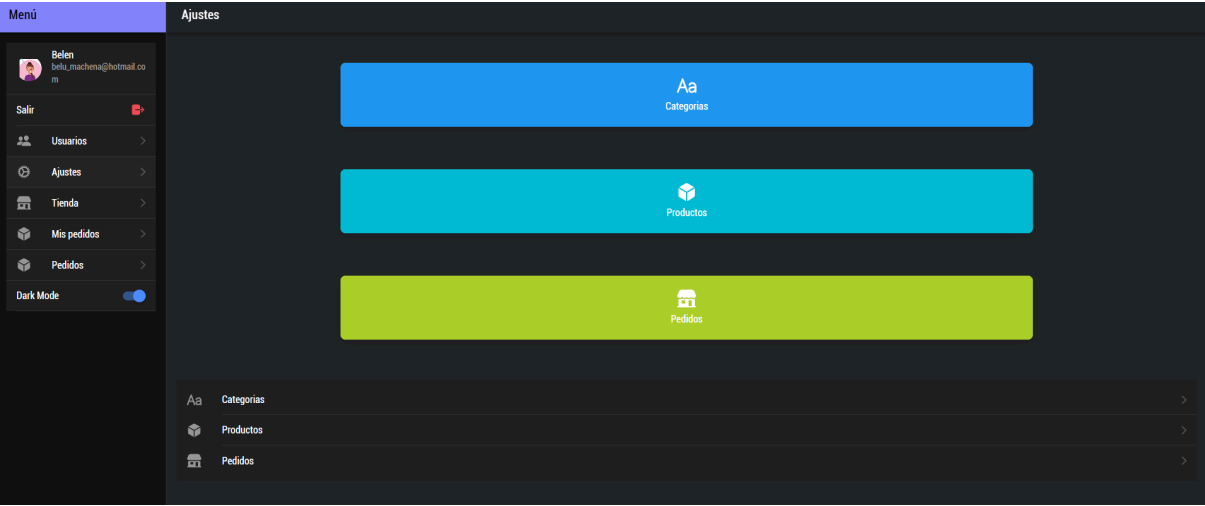 Menú
Belen
belu_machena@hotmail.co
m
Salir
Usuarios
Ajustes
Tienda
Mis pedidos
Pedidos
Dark Mode
Ajustes
Aa
Categorias
Productos
Pedidos
Aa Categorias
Productos
Pedidos